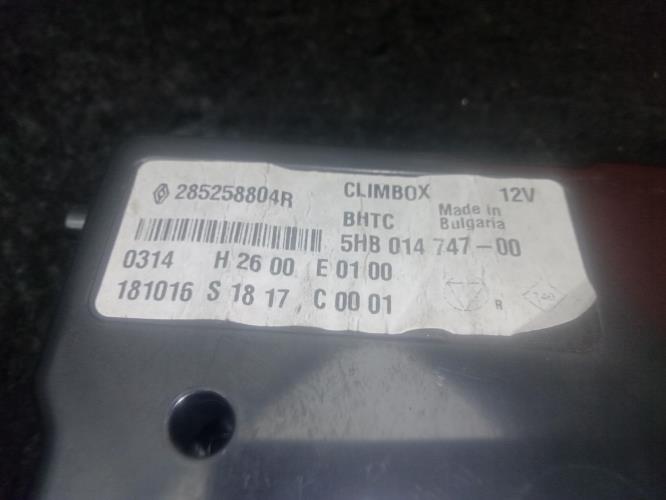 285258804R CLIMBOX 12V
BHTC Made in
Bulgaria
5HB 014 747-00
0314 H 26 00 E 01 00
181016 S 18 17 C 00 01
R